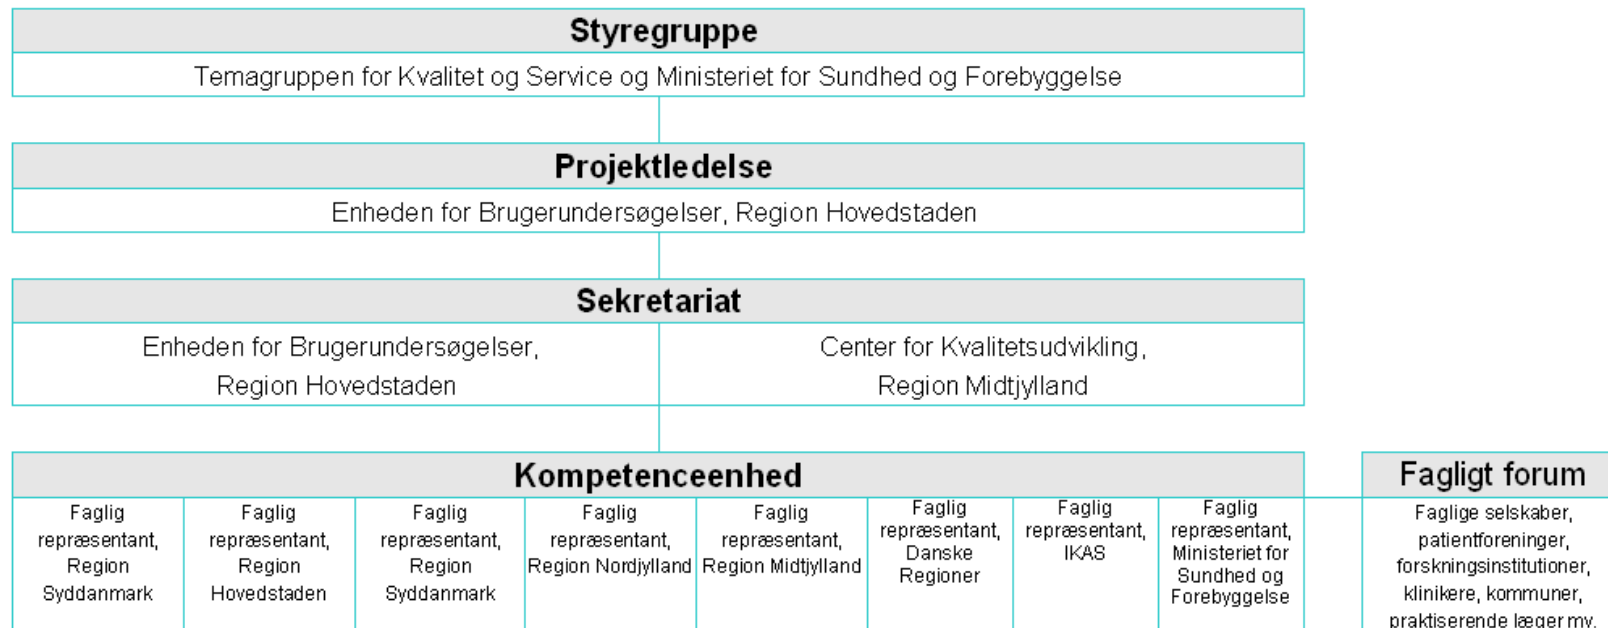 Styregruppe
Temagruppen for Kvalitet og Service og Ministeriet for Sundhed og Forebyggelse
Projektledelse
Enheden for Brugerundersøgelser, Region Hovedstaden
Sekretariat
Enheden for Brugerundersøgelser,
Region Hovedstaden
Center for Kvalitetsudvikling,
Region Midtjylland
Kompetenceenhed
Faglig
repræsentant,
Region
Syddanmark
Faglig
repræsentant,
Region
Hovedstaden
Faglig
repræsentant,
Region
Syddanmark
Faglig
repræsentant,
Region Nordjylland
Faglig
repræsentant,
Region Midtjylland
Faglig
repræsentant,
Danske
Regioner
Faglig
repræsentant,
IKAS
Faglig
repræsentant,
Ministeriet for
Sundhed og
Forebyggelse
Fagligt forum
Faglige selskaber,
patientforeninger,
forskningsinstitutioner,
klinikere, kommuner,
praktiserende læger mv.